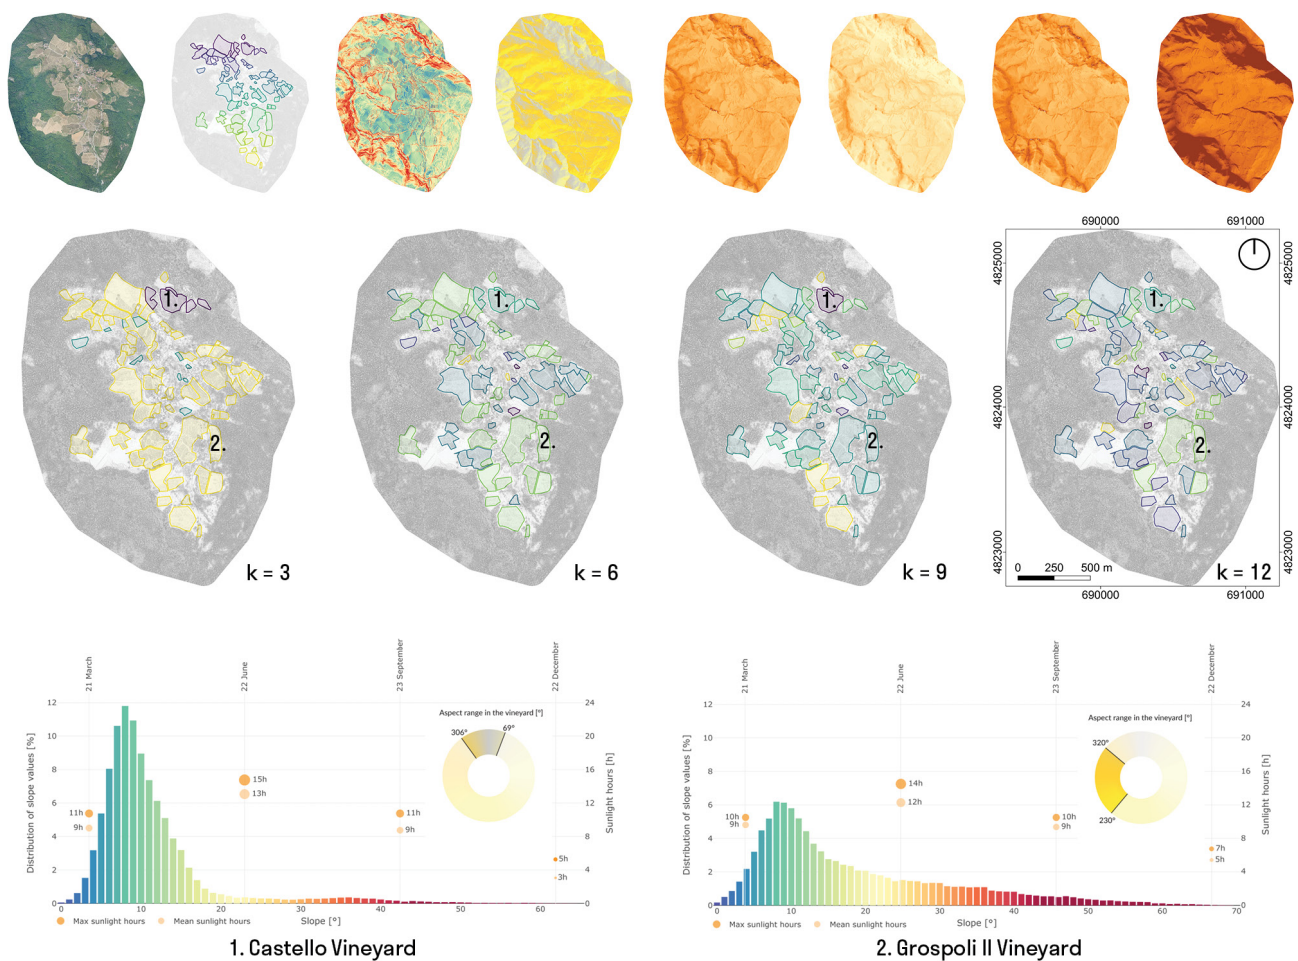 690000 691000
4825000 4825000
1. 1. 1. 1.
4824000 4824000
2. 2. 2. 2.
4823000 4823000
0 250 500 m
k = 3 k = 6 k = 9 k = 12
690000 691000
21 March 22 June 23 September 22 December
Distribution of slope values [%]
12 24
10 20
8 16
6 12
4 8
2 4
0 0
Sunlight hours [h]
Aspect range in the vineyard [°]
306° 69°
15h
13h
11h 11h
9h 9h
5h
3h
0 10 20 30 40 50 60
Slope [°]
Max sunlight hours Mean sunlight hours
1. Castello Vineyard
21 March 22 June 23 September 22 December
Distribution of slope values [%]
12 24
10 20
8 16
6 12
4 8
2 4
0 0
Sunlight hours [h]
Aspect range in the vineyard [°]
320°
230°
14h
12h
10h 10h
9h 9h
7h
5h
0 10 20 30 40 50 60 70
Slope [°]
Max sunlight hours Mean sunlight hours
2. Grospoli II Vineyard